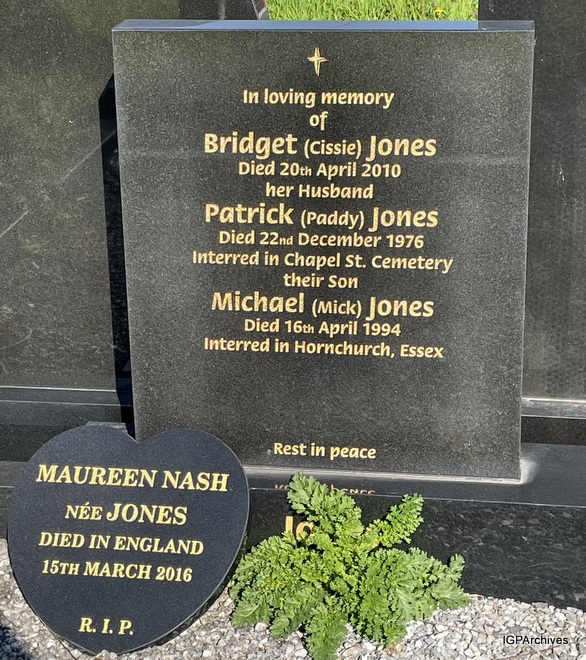 In loving memory
of
Bridget (Cissie) Jones
Died 20th April 2010
her Husband
Patrick (Paddy) Jones
Died 22nd December 1976
Interred in Chapel St. Cemetery
their Son
Michael (Mick) Jones
Died 16th April 1994
Interred in Hornchurch, Essex
Rest in peace
MAUREEN NASH
NÉE JONES
DIED IN ENGLAND
15TH MARCH 2016
R. I. P.
IGPArchives